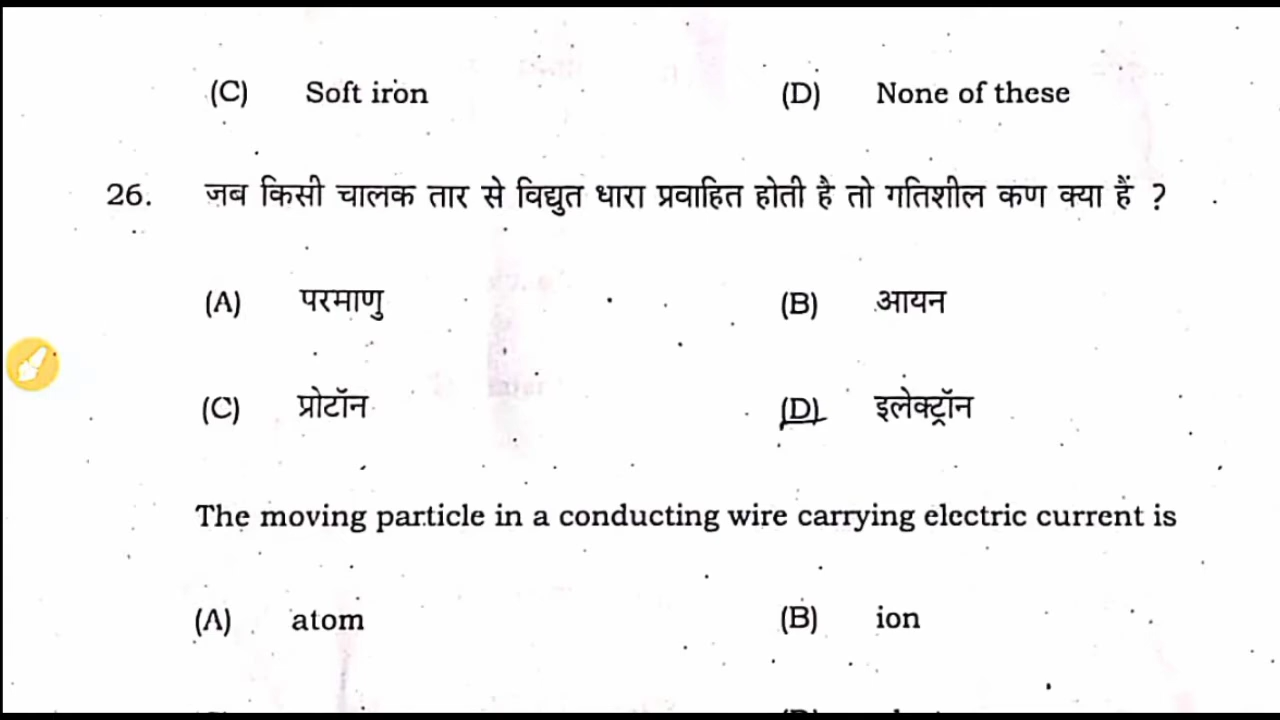 (C) Soft iron (D) None of these
26. जब किसी चालक तार से विद्युत धारा प्रवाहित होती है तो गतिशील कण क्या हैं ?
(A) परमाणु (B) आयन
(C) प्रोटॉन (D) इलेक्ट्रॉन
The moving particle in a conducting wire carrying electric current is
(A) atom (B) ion